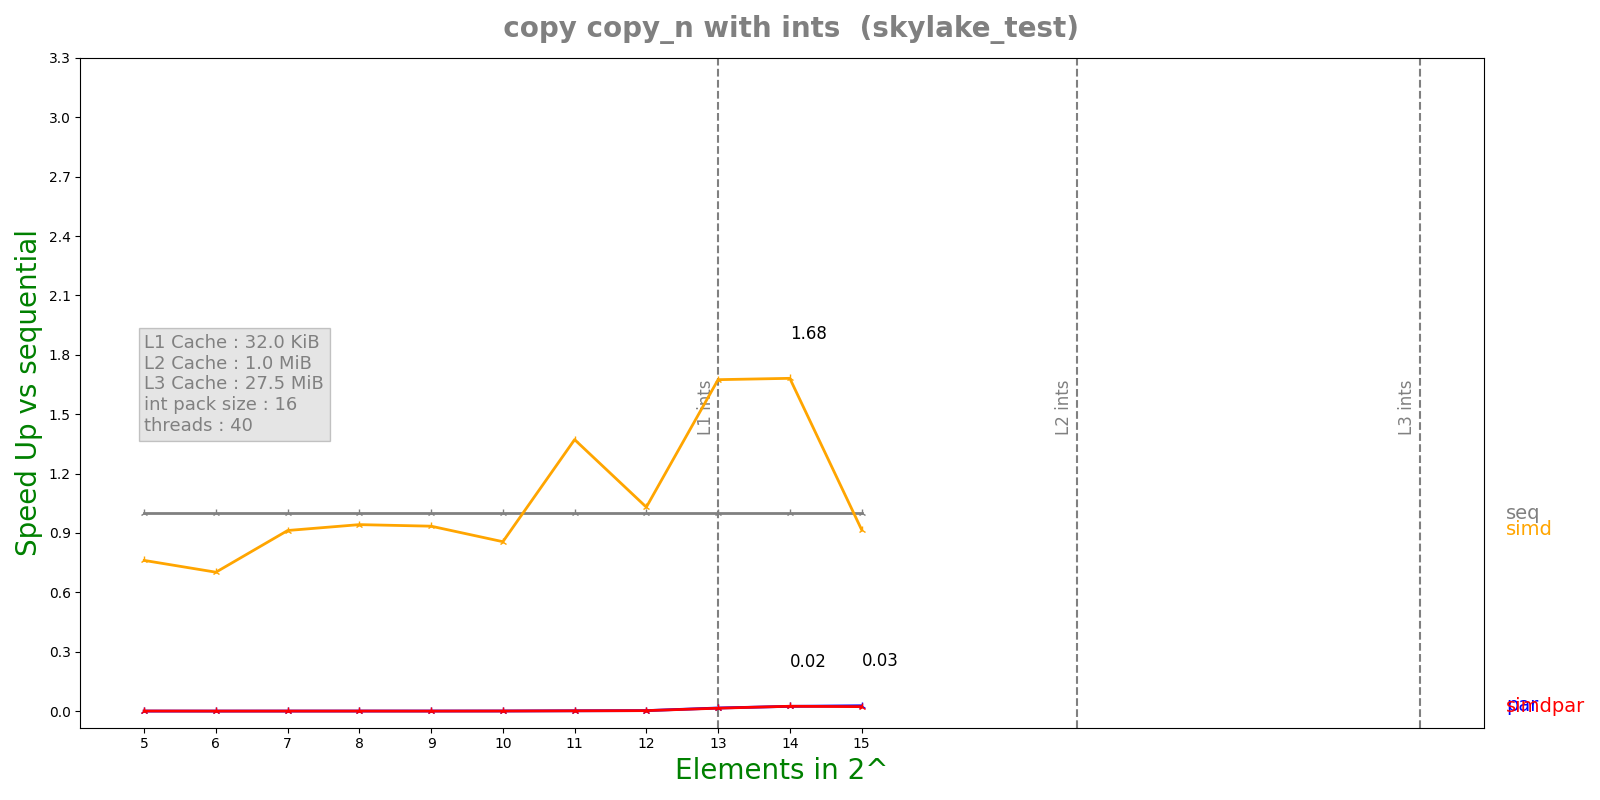 copy copy_n with ints (skylake_test)
Speed Up vs sequential
3.3
3.0
2.7
2.4
2.1
1.8
1.5
1.2
0.9
0.6
0.3
0.0
L1 Cache : 32.0 KiB
L2 Cache : 1.0 MiB
L3 Cache : 27.5 MiB
int pack size : 16
threads : 40
L1 ints
L2 ints
L3 ints
1.68
0.02
0.03
seq
simd
par
simdpar
5 6 7 8 9 10 11 12 13 14 15
Elements in 2^